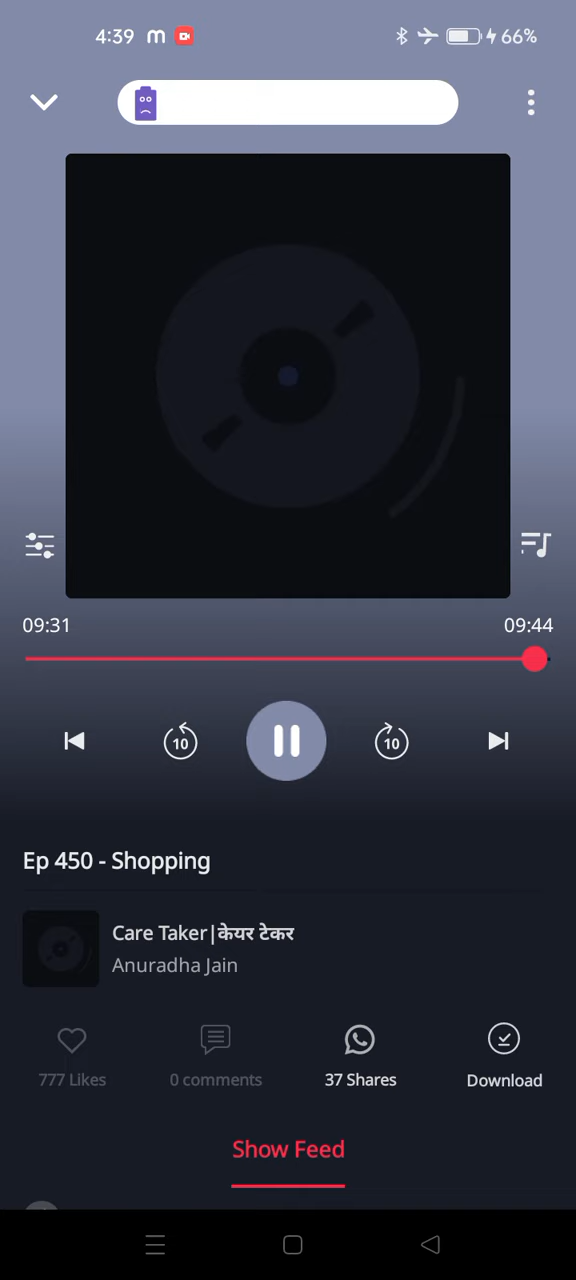 4:39 m 66%
09:31 09:44
10 10
Ep 450 - Shopping
Care Taker|केयर टेकर
Anuradha Jain
777 Likes 0 comments 37 Shares Download
Show Feed